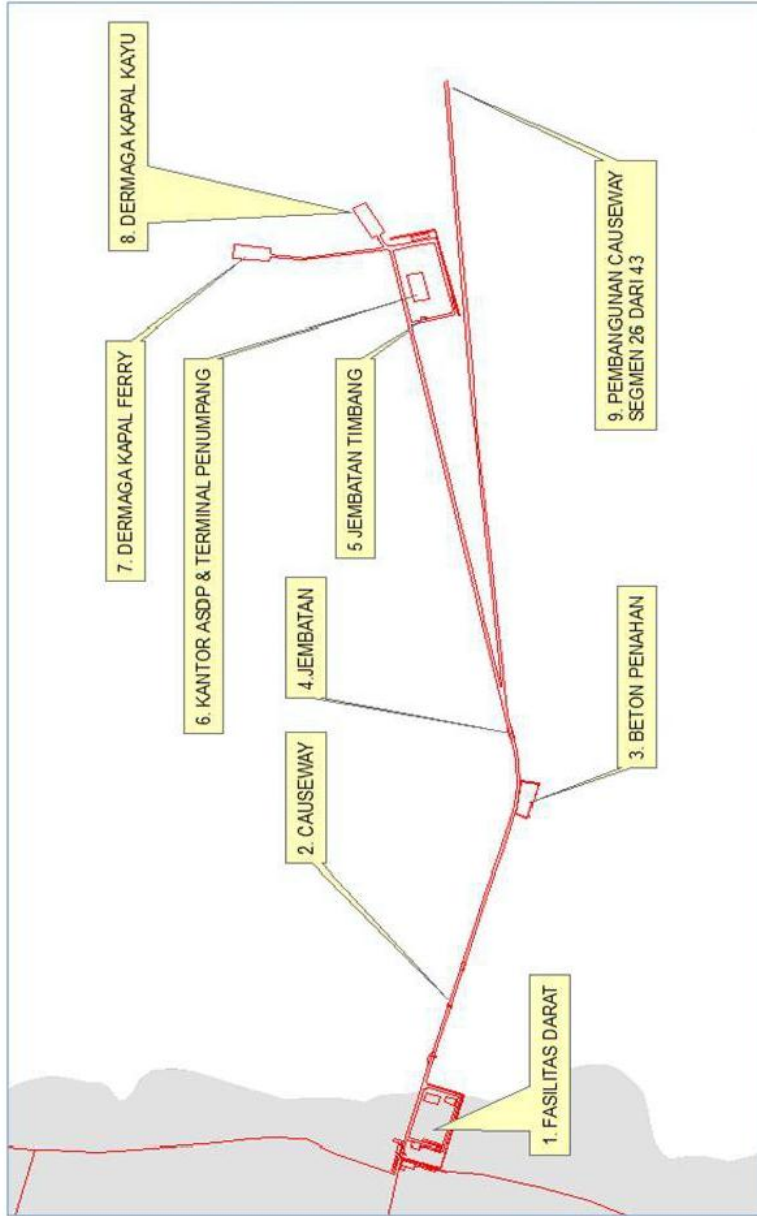 1. FASILITAS DARAT
2. CAUSEWAY
3. BETON PENAHAN
4.JEMBATAN
5 JEMBATAN TIMBANG
6. KANTOR ASDP & TERMINAL PENUMPANG
7. DERMAGA KAPAL FERRY
8. DERMAGA KAPAL KAYU
9. PEMBANGUNAN CAUSEWAY
SEGMEN 26 DARI 43